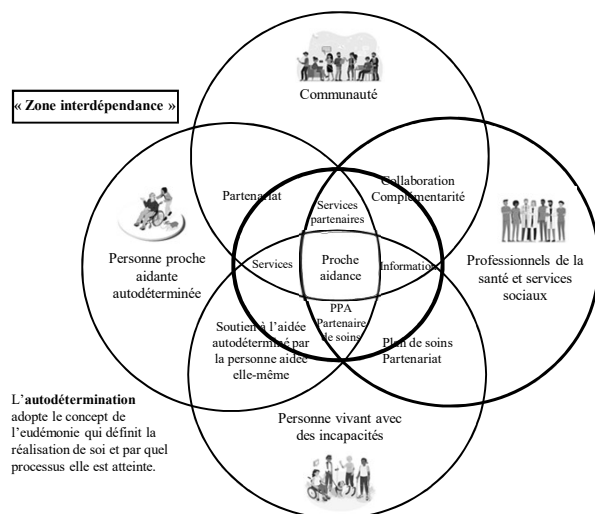 Communauté
« Zone interdépendance »
Collaboration
Complémentarité
Partenariat
Services
partenaires
Personne proche
aidante
autodéterminée
Services
Proche
aidance
Information
Professionnels de la
santé et services
sociaux
PPA
Partenaire
de soins
Soutien à l’aidée
autodéterminé par
la personne aidée
elle-même
Plan de soins
Partenariat
L’autodétermination
adopte le concept de
l’eudémonie qui définit la
réalisation de soi et par quel
processus elle est atteinte.
Personne vivant avec
des incapacités